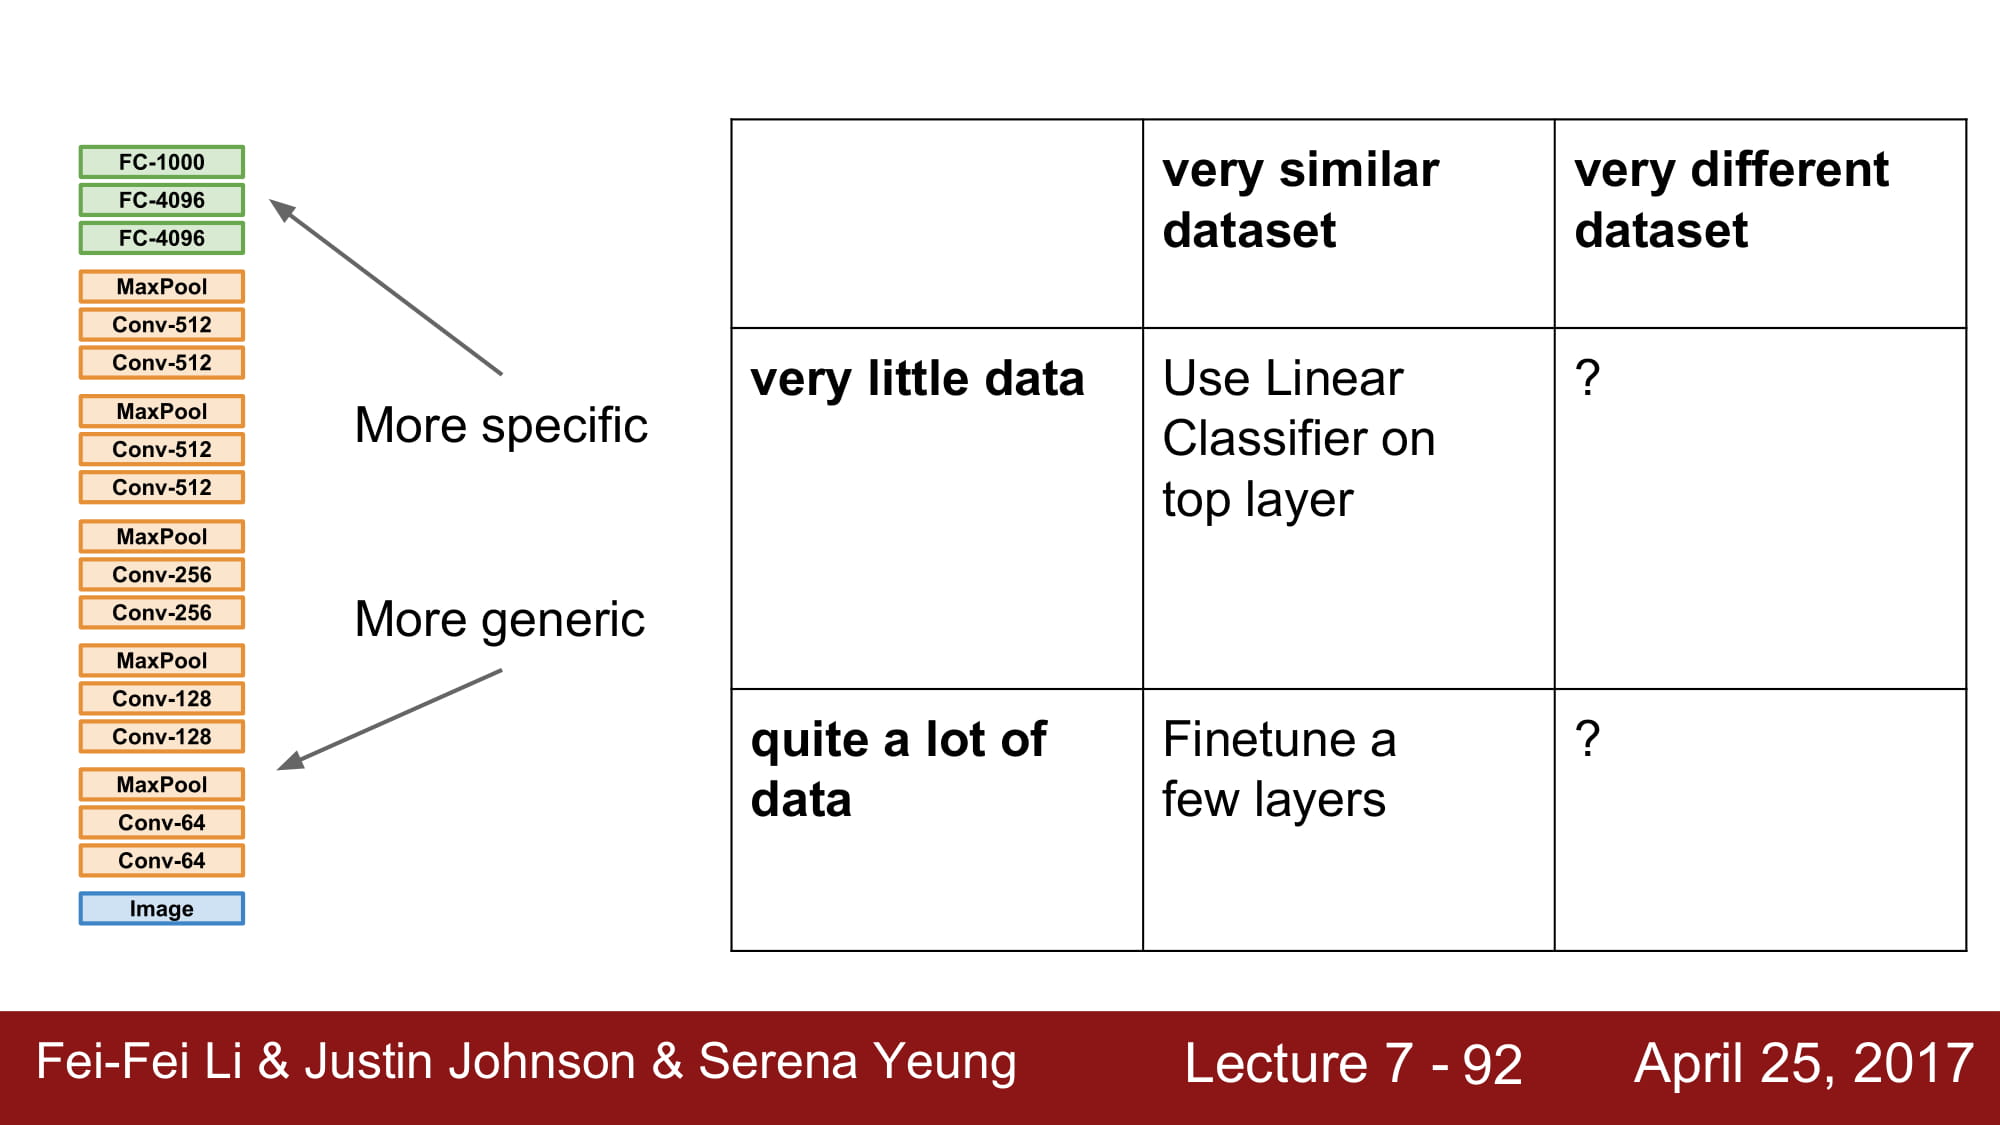 FC-1000
FC-4096
FC-4096
MaxPool
Conv-512
Conv-512
MaxPool
Conv-512
Conv-512
MaxPool
Conv-256
Conv-256
MaxPool
Conv-128
Conv-128
MaxPool
Conv-64
Conv-64
Image
More specific
More generic
very similar
dataset
very different
dataset
very little data
Use Linear
Classifier on
top layer
?
quite a lot of
data
Finetune a
few layers
?
Fei-Fei Li & Justin Johnson & Serena Yeung
Lecture 7 - 92
April 25, 2017